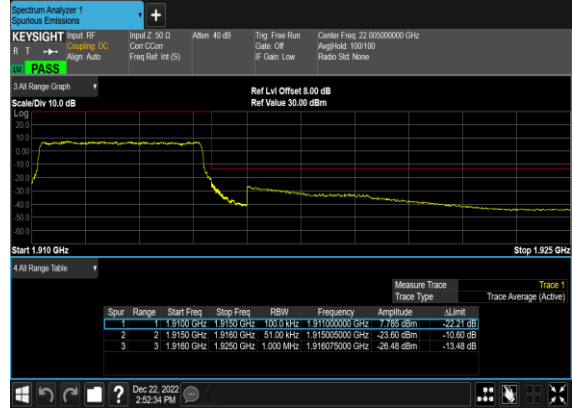 Spectrum Analyzer 1
Spurious Emissions
KEYSIGHT Input: RF Input Z: 50 Ω Atten: 40 dB Trig: Free Run Center Freq: 22.005000000 GHz
R T Coupling: DC Corr CCorr Gate: Off Avg|Hold: 100/100
Align: Auto Freq Ref: Int (S) IF Gain: Low Radio Std: None
PASS
3 All Range Graph
Ref Lvl Offset 8.00 dB
Scale/Div 10.0 dB Ref Value 30.00 dBm
Log
20.0
10.0
0.00
-10.0
-20.0
-30.0
-40.0
-50.0
-60.0
Start 1.910 GHz Stop 1.925 GHz
4 All Range Table
Measure Trace Trace 1
Trace Type Trace Average (Active)
Spur Range Start Freq Stop Freq RBW Frequency Amplitude ΔLimit
1 1 1.9100 GHz 1.9150 GHz 100.0 kHz 1.911000000 GHz 7.785 dBm -22.21 dB
2 2 1.9150 GHz 1.9160 GHz 51.00 kHz 1.915005000 GHz -23.60 dBm -10.60 dB
3 3 1.9160 GHz 1.9250 GHz 1.000 MHz 1.916075000 GHz -26.48 dBm -13.48 dB
Dec 22, 2022
2:52:34 PM